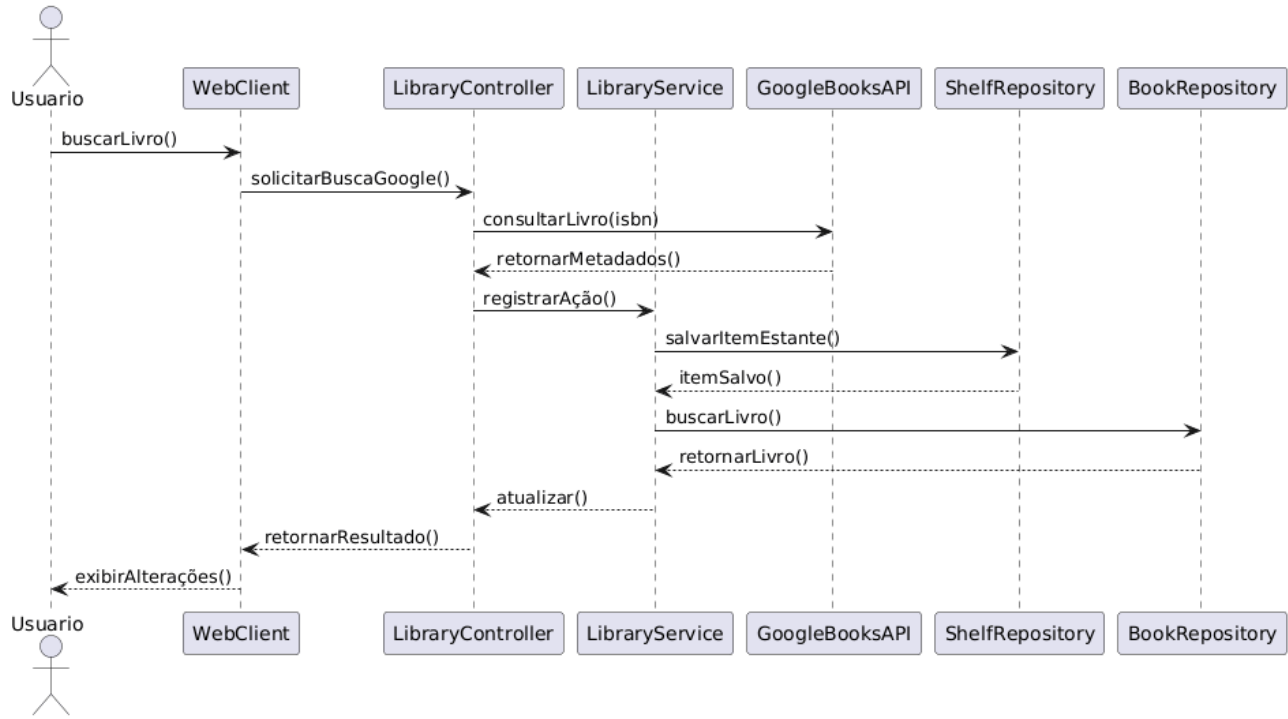 Usuario
WebClient
LibraryController
LibraryService
GoogleBooksAPI
ShelfRepository
BookRepository
buscarLivro()
solicitarBuscaGoogle()
consultarLivro(isbn)
retornarMetadados()
registrarAção()
salvarItemEstante()
itemSalvo()
buscarLivro()
retornarLivro()
atualizar()
retornarResultado()
exibirAlterações()
Usuario
WebClient
LibraryController
LibraryService
GoogleBooksAPI
ShelfRepository
BookRepository